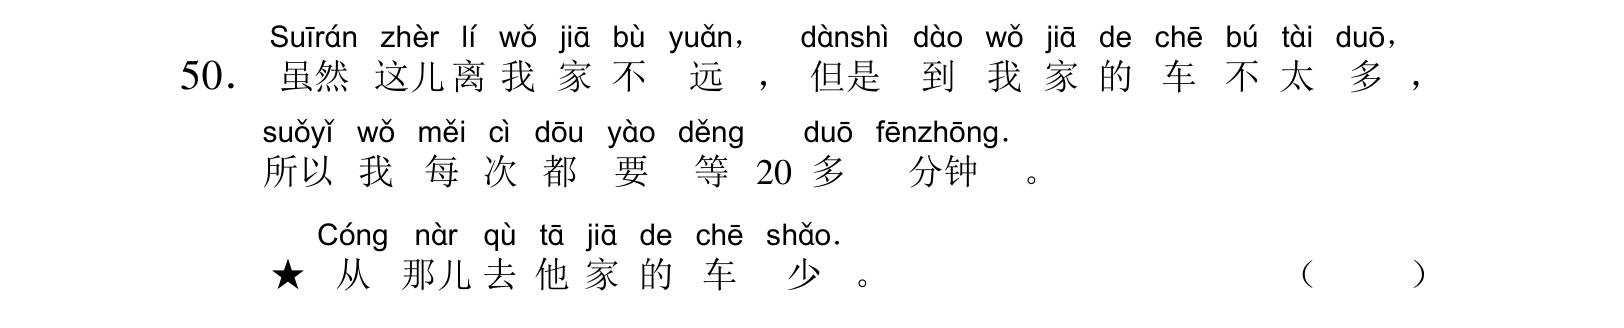 Suīrán zhèr lí wǒ jiā bù yuǎn, dànshì dào wǒ jiā de chē bú tài duō,
50. 虽然 这儿 离 我 家 不 远 ， 但是 到 我 家 的 车 不 太 多 ，
suǒyǐ wǒ měi cì dōu yào děng duō fēnzhōng.
所以 我 每 次 都 要 等 20 多 分钟 。
Cóng nàr qù tā jiā de chē shǎo.
★ 从 那儿 去 他 家 的 车 少 。 （ ）